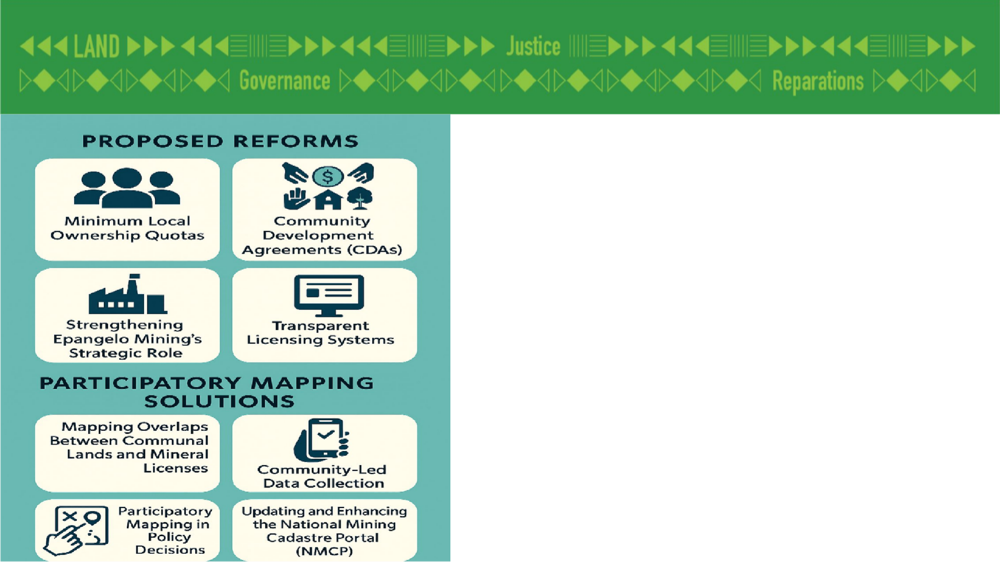 LAND Justice
Governance Reparations
PROPOSED REFORMS
Minimum Local
Ownership Quotas
$
Community
Development
Agreements (CDAs)
Strengthening
Epangelo Mining's
Strategic Role
Transparent
Licensing Systems
PARTICIPATORY MAPPING
SOLUTIONS
Mapping Overlaps
Between Communal
Lands and Mineral
Licenses
Community-Led
Data Collection
Participatory
Mapping in
Policy
Decisions
Updating and Enhancing
the National Mining
Cadastre Portal
(NMCP)